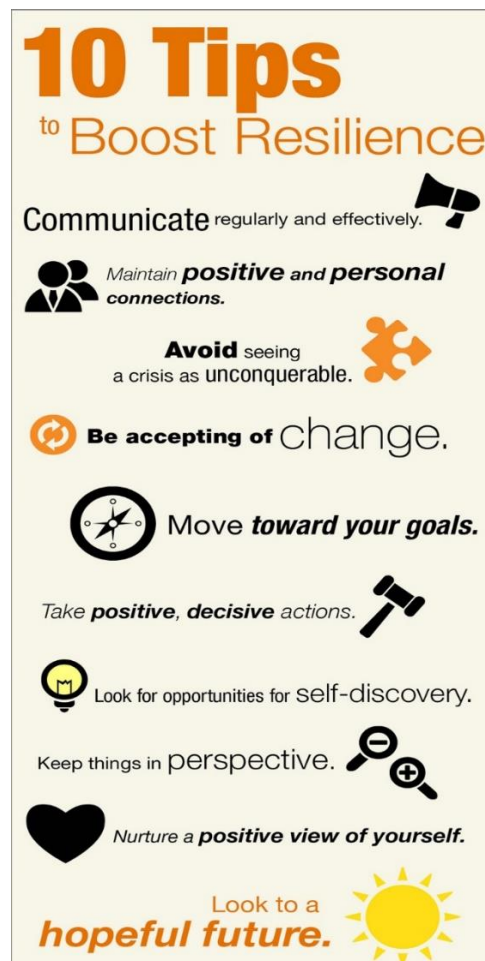 10 Tips
to Boost Resilience
Communicate regularly and effectively.
Maintain positive and personal
connections.
Avoid seeing
a crisis as unconquerable.
Be accepting of change.
Move toward your goals.
Take positive, decisive actions.
Look for opportunities for self-discovery.
Keep things in perspective.
Nurture a positive view of yourself.
Look to a
hopeful future.